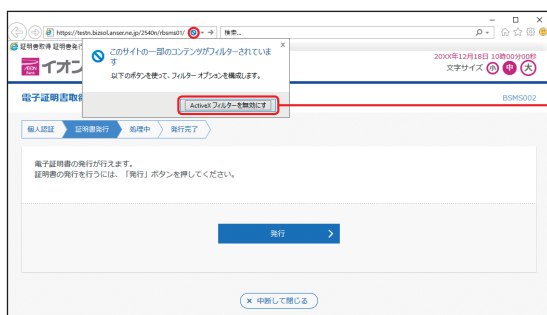 https://testn.bizsol.anser.ne.jp/2540n/rbsms01/
検索...
このサイトの一部のコンテンツがフィルターされていま
す
以下のボタンを使って、フィルター オプションを構成します。
ActiveX フィルターを無効にす
x
証明書取得 証明書発行
20XX年12月18日 10時00分00秒
AEON Bank
イオン
文字サイズ 小 中 大
電子証明書取得
BSMS002
個人認証
証明書発行
処理中
発行完了
電子証明書の発行が行えます。
証明書の発行を行うには、「発行」ボタンを押してください。
発行
× 中断して閉じる